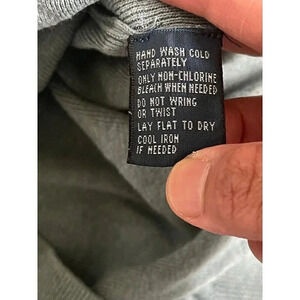 HAND WASH COLD
SEPARATELY
ONLY NON-CHLORINE
BLEACH WHEN NEEDED
DO NOT WRING
OR TWIST
LAY FLAT TO DRY
COOL IRON
IF NEEDED